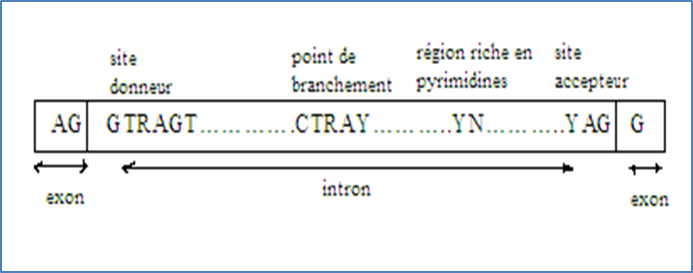 site donneur
point de branchement
région riche en pyrimidines
site accepteur
AG GTRAGT.................CTRAY..............YN..............YAG G
exon
intron
exon